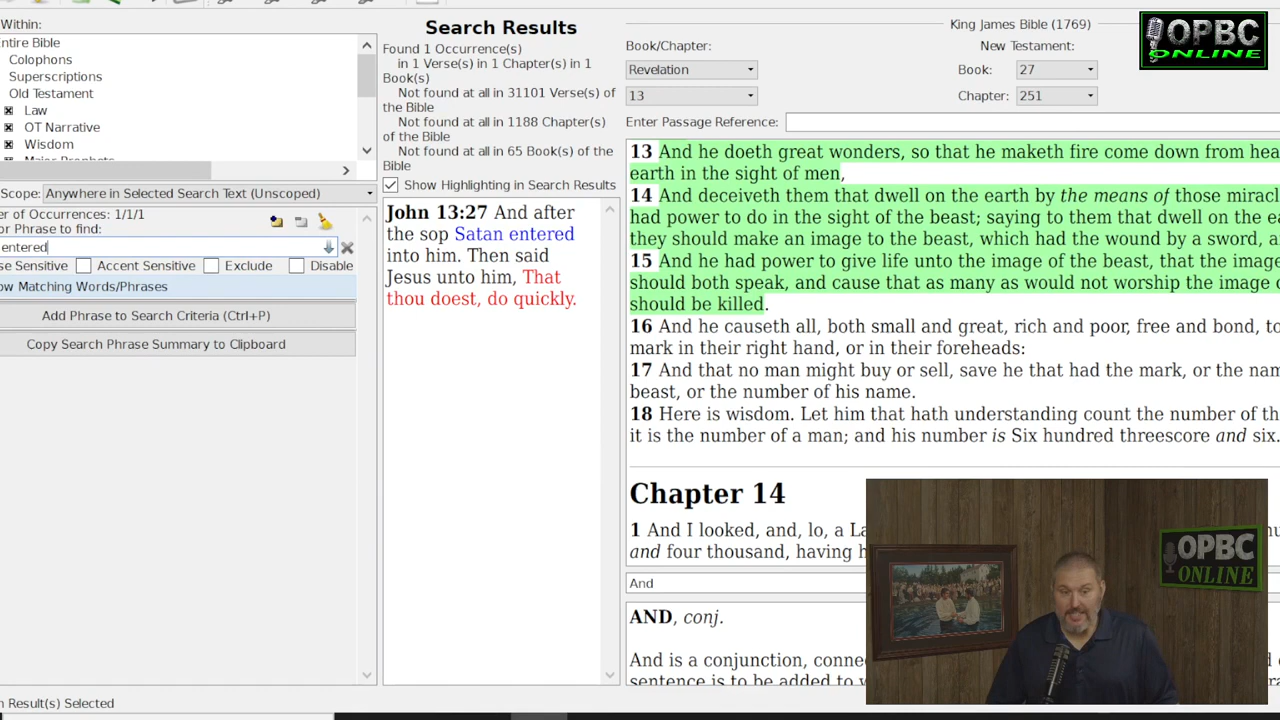 Within:
ntire Bible
Colophons
Superscriptions
Old Testament
Law
OT Narrative
Wisdom
Major Prophets
Scope: Anywhere in Selected Search Text (Unscoped)
er of Occurrences: 1/1/1
or Phrase to find:
entered
se Sensitive Accent Sensitive Exclude Disable
ow Matching Words/Phrases
Add Phrase to Search Criteria (Ctrl+P)
Copy Search Phrase Summary to Clipboard
Result(s) Selected
Search Results
Found 1 Occurrence(s)
in 1 Verse(s) in 1 Chapter(s) in 1
Book(s)
Not found at all in 31101 Verse(s) of
the Bible
Not found at all in 1188 Chapter(s)
of the Bible
Not found at all in 65 Book(s) of the
Bible
Show Highlighting in Search Results
John 13:27 And after
the sop Satan entered
into him. Then said
Jesus unto him, That
thou doest, do quickly.
King James Bible (1769)
Book/Chapter: New Testament:
Revelation Book: 27
13 Chapter: 251
Enter Passage Reference:
13 And he doeth great wonders, so that he maketh fire come down from hea
earth in the sight of men,
14 And deceiveth them that dwell on the earth by the means of those miracl
had power to do in the sight of the beast; saying to them that dwell on the ea
they should make an image to the beast, which had the wound by a sword, a
15 And he had power to give life unto the image of the beast, that the image
should both speak, and cause that as many as would not worship the image o
should be killed.
16 And he causeth all, both small and great, rich and poor, free and bond, to
mark in their right hand, or in their foreheads:
17 And that no man might buy or sell, save he that had the mark, or the nam
beast, or the number of his name.
18 Here is wisdom. Let him that hath understanding count the number of th
it is the number of a man; and his number is Six hundred threescore and six.
Chapter 14
1 And I looked, and, lo, a La
and four thousand, having h
And
AND, conj.
And is a conjunction, conne
sentence is to be added to w
OPBC
ONLINE
OPBC
ONLINE